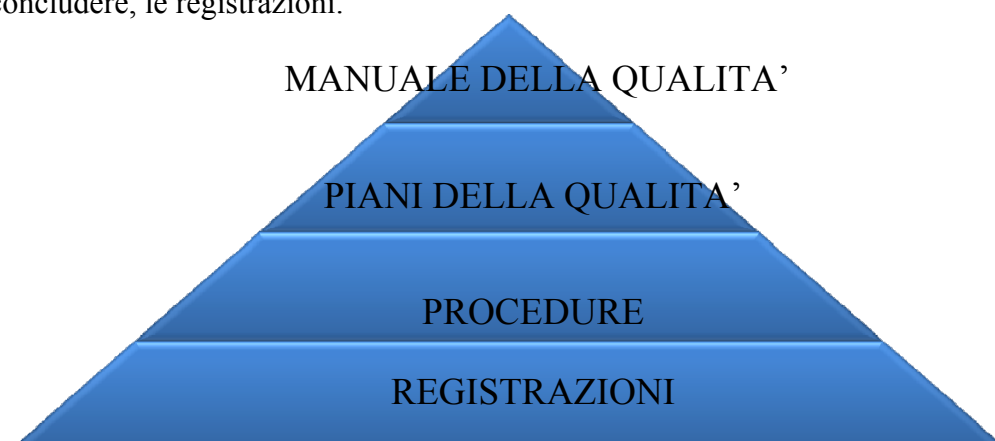 concludere, le registrazioni.
MANUALE DELLA QUALITA’
PIANI DELLA QUALITA’
PROCEDURE
REGISTRAZIONI